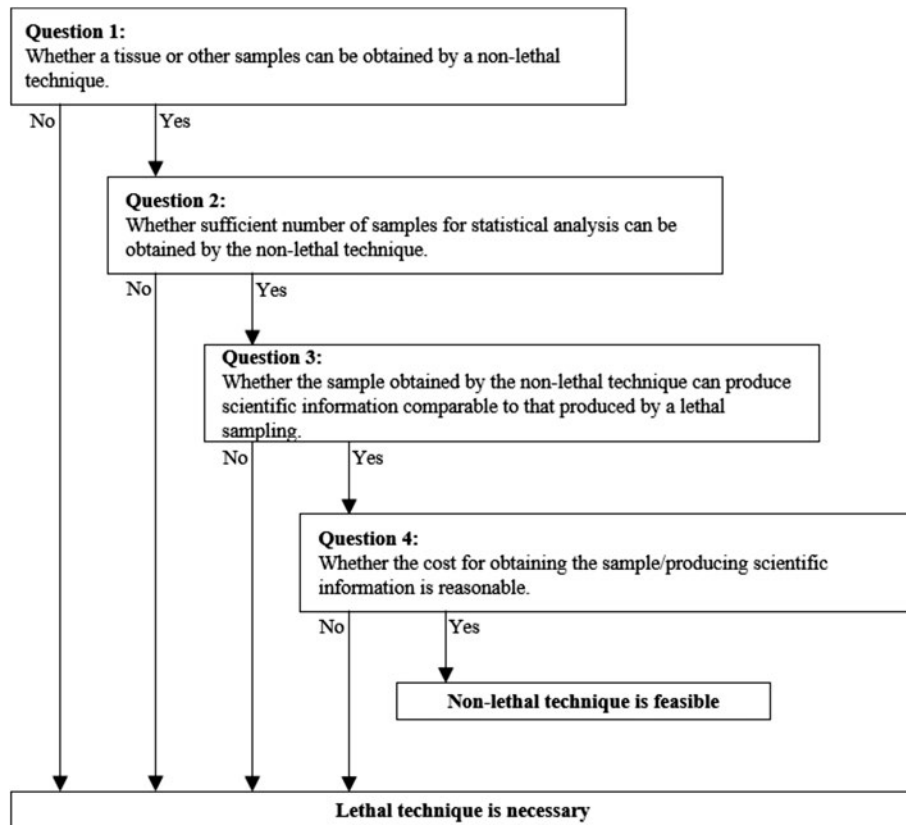 Question 1:
Whether a tissue or other samples can be obtained by a non-lethal
technique.
No
Yes
Question 2:
Whether sufficient number of samples for statistical analysis can be
obtained by the non-lethal technique.
No
Yes
Question 3:
Whether the sample obtained by the non-lethal technique can produce
scientific information comparable to that produced by a lethal
sampling.
No
Yes
Question 4:
Whether the cost for obtaining the sample/producing scientific
information is reasonable.
No
Yes
Non-lethal technique is feasible
Lethal technique is necessary